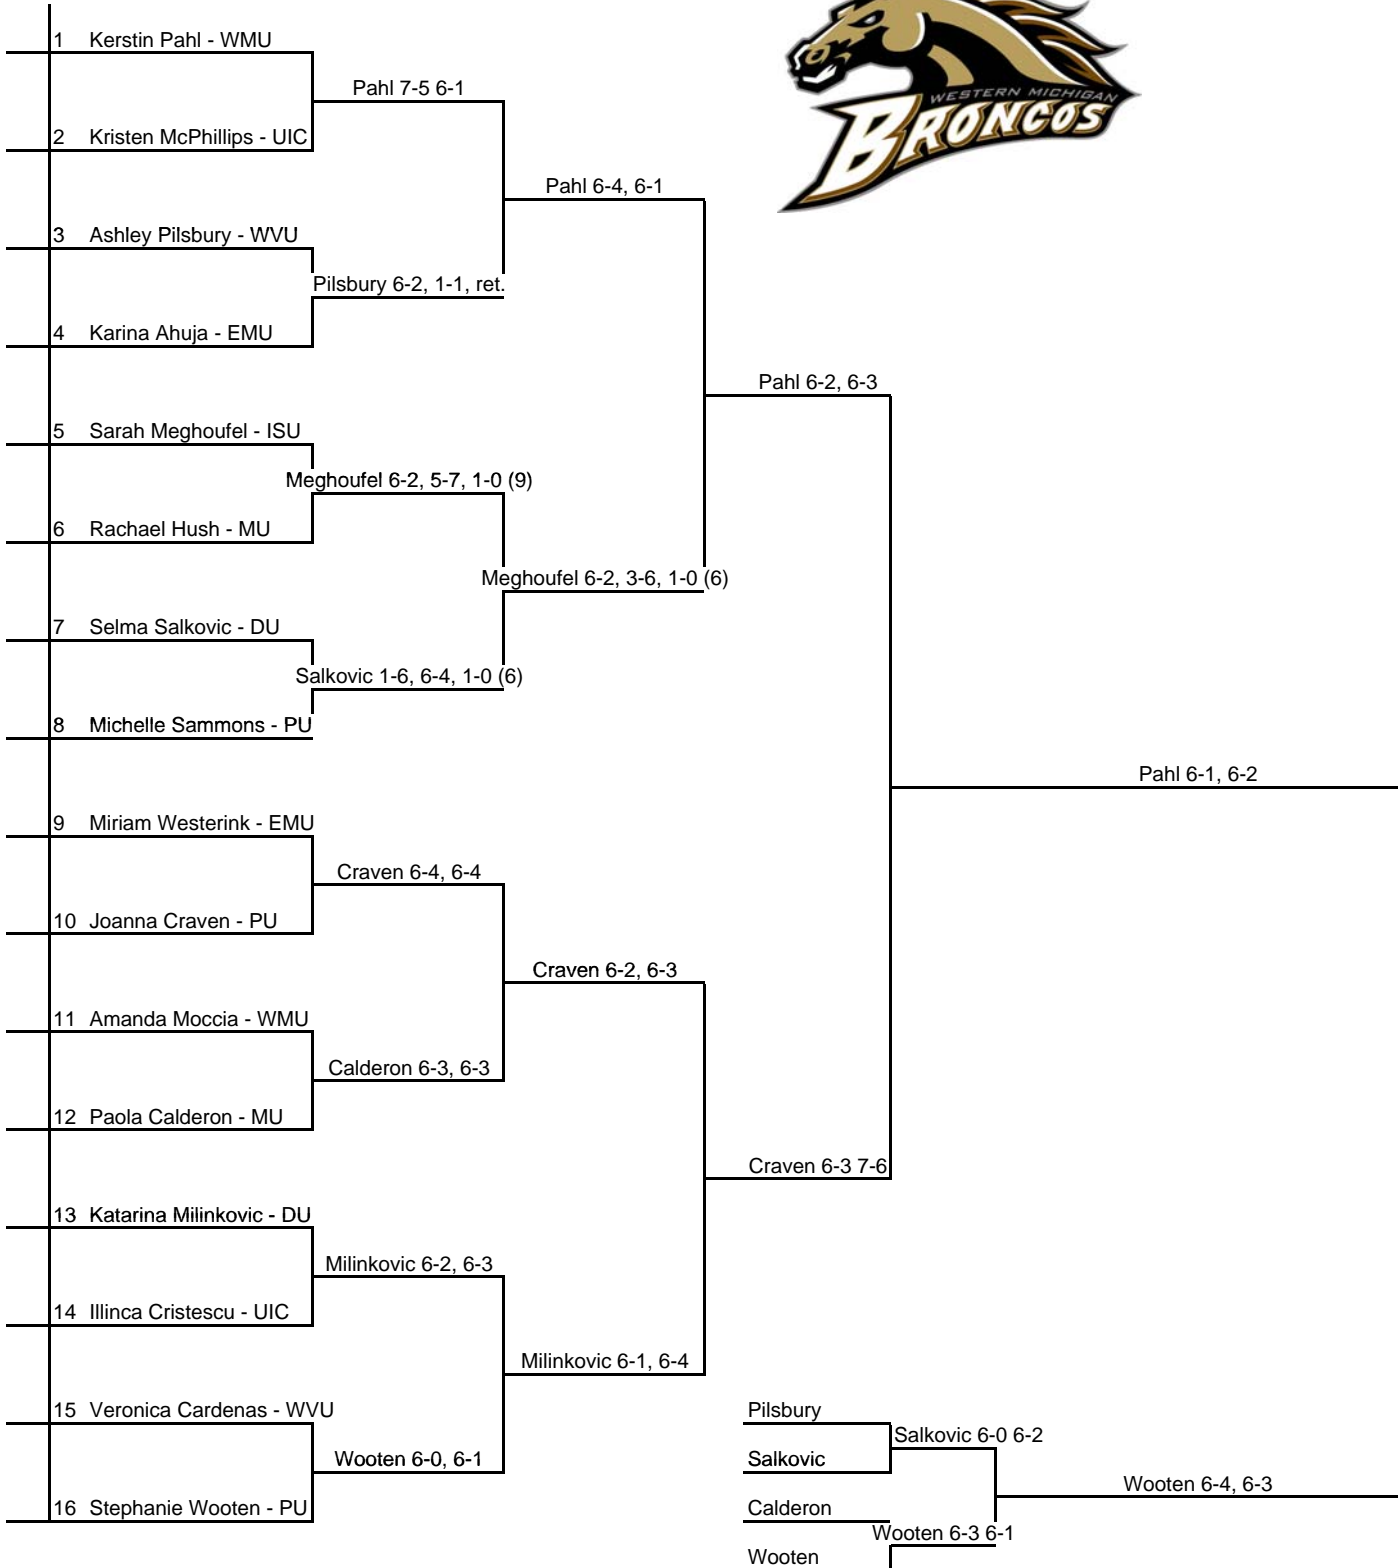 WESTERN MICHIGAN
BRONCOS
1 Kerstin Pahl - WMU
Pahl 7-5 6-1
2 Kristen McPhillips - UIC
Pahl 6-4, 6-1
3 Ashley Pilsbury - WVU
Pilsbury 6-2, 1-1, ret.
4 Karina Ahuja - EMU
Pahl 6-2, 6-3
5 Sarah Meghoufel - ISU
Meghoufel 6-2, 5-7, 1-0 (9)
6 Rachael Hush - MU
Meghoufel 6-2, 3-6, 1-0 (6)
7 Selma Salkovic - DU
Salkovic 1-6, 6-4, 1-0 (6)
8 Michelle Sammons - PU
Pahl 6-1, 6-2
9 Miriam Westerink - EMU
Craven 6-4, 6-4
10 Joanna Craven - PU
Craven 6-2, 6-3
11 Amanda Moccia - WMU
Calderon 6-3, 6-3
12 Paola Calderon - MU
Craven 6-3 7-6
13 Katarina Milinkovic - DU
Milinkovic 6-2, 6-3
14 Illinca Cristescu - UIC
Milinkovic 6-1, 6-4
15 Veronica Cardenas - WVU
Wooten 6-0, 6-1
16 Stephanie Wooten - PU
Pilsbury
Salkovic 6-0 6-2
Salkovic
Wooten 6-4, 6-3
Calderon
Wooten 6-3 6-1
Wooten